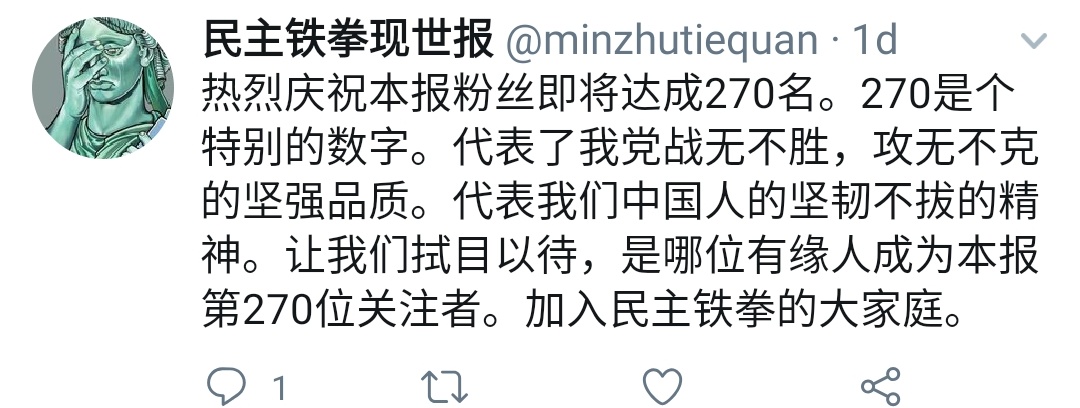 民主铁拳现世报 @minzhutiequan · 1d
热烈庆祝本报粉丝即将达成270名。270是个
特别的数字。代表了我党战无不胜，攻无不克
的坚强品质。代表我们中国人的坚韧不拔的精
神。让我们拭目以待，是哪位有缘人成为本报
第270位关注者。加入民主铁拳的大家庭。
1